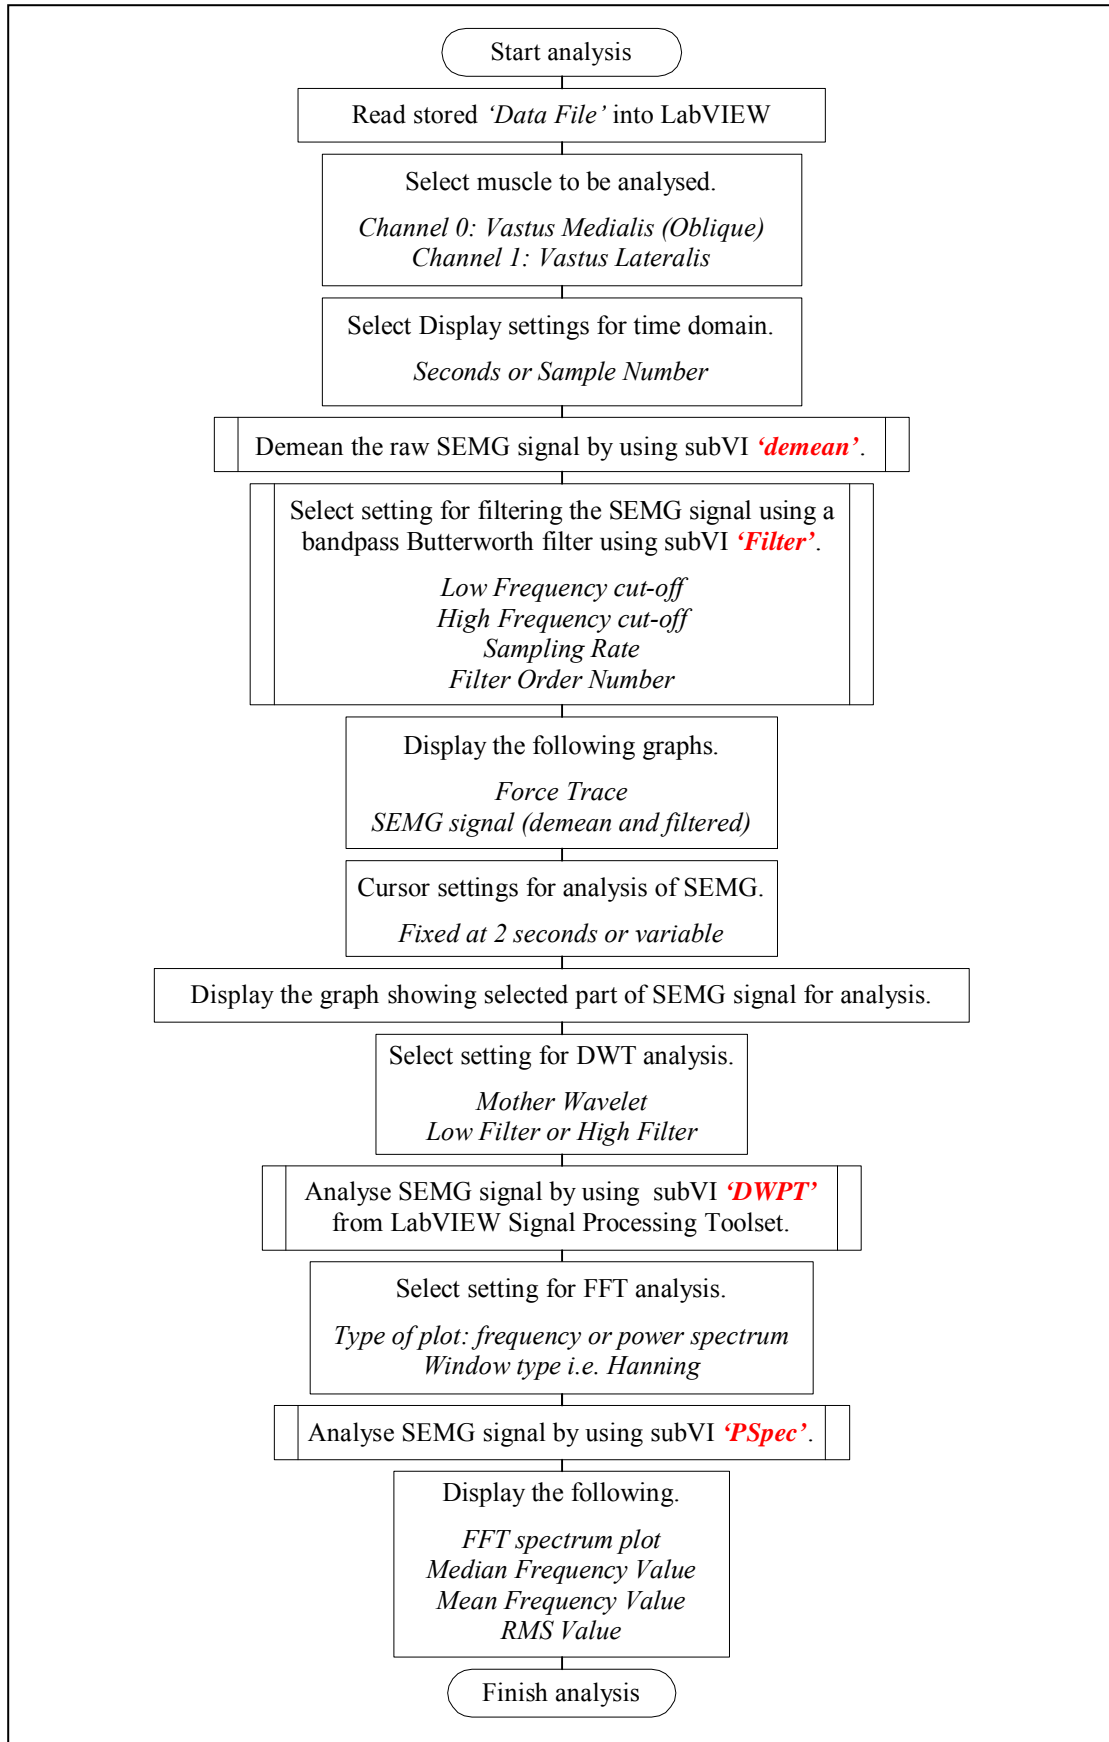 Start analysis
Read stored ‘Data File’ into LabVIEW
Select muscle to be analysed.
Channel 0: Vastus Medialis (Oblique)
Channel 1: Vastus Lateralis
Select Display settings for time domain.
Seconds or Sample Number
Demean the raw SEMG signal by using subVI ‘demean’.
Select setting for filtering the SEMG signal using a
bandpass Butterworth filter using subVI ‘Filter’.
Low Frequency cut-off
High Frequency cut-off
Sampling Rate
Filter Order Number
Display the following graphs.
Force Trace
SEMG signal (demean and filtered)
Cursor settings for analysis of SEMG.
Fixed at 2 seconds or variable
Display the graph showing selected part of SEMG signal for analysis.
Select setting for DWT analysis.
Mother Wavelet
Low Filter or High Filter
Analyse SEMG signal by using subVI ‘DWPT’
from LabVIEW Signal Processing Toolset.
Select setting for FFT analysis.
Type of plot: frequency or power spectrum
Window type i.e. Hanning
Analyse SEMG signal by using subVI ‘PSpec’.
Display the following.
FFT spectrum plot
Median Frequency Value
Mean Frequency Value
RMS Value
Finish analysis